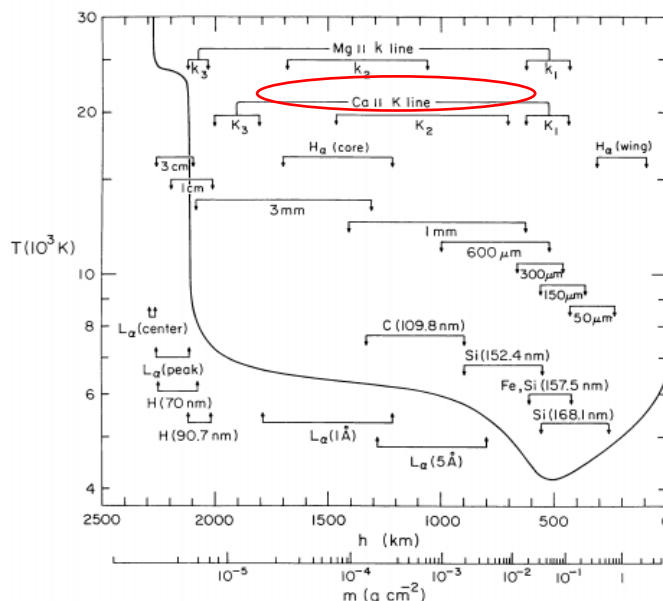 30
Mg II k line
k3 k2 k1
20
Ca II K line
K3 K2 K1
Hα (core)
Hα (wing)
3 cm
1 cm
3 mm
1 mm
T(10³ K)
600 μm
10
300μm
150μm
50μm
8
Lα(center)
C (109.8 nm)
Si(152.4 nm)
Lα(peak)
6
Fe, Si(157.5 nm)
H (70 nm)
Si(168.1 nm)
H(90.7nm)
Lα(1Å)
5
Lα(5Å)
4
2500 2000 1500 1000 500
h (km)
10⁻⁵ 10⁻⁴ 10⁻³ 10⁻² 10⁻¹ 1
m(g cm⁻²)